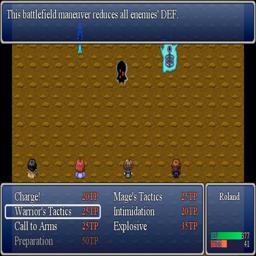 This battlefield maneuver reduces all enemies' DEF.
Charge! 20TP Mage's Tactics 25TP Roland
Warrior's Tactics 25TP Intimidation 20TP
Call to Arms 25TP Explosive 35TP 577
Preparation 50TP 41